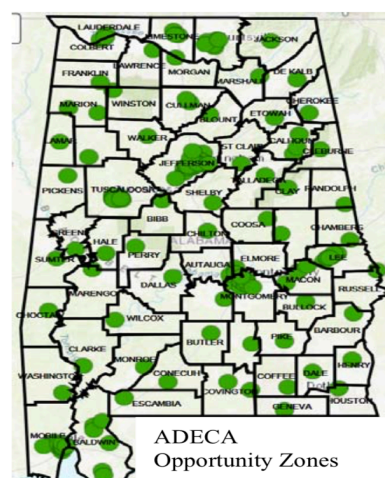 LAUDERDALE
COLBERT
LIMESTONE
JACKSON
FRANKLIN
LAWRENCE
MORGAN
MARSHALL
DE KALB
MARION
WINSTON
CULLMAN
CHEROKEE
ETOWAH
BLOUNT
LAMAR
WALKER
ST CLAIR
CALHOUN
CLEBURNE
JEFFERSON
TALLADEGA
PICKENS
TUSCALOOSA
SHELBY
CLAY
RANDOLPH
BIBB
COOSA
CHAMBERS
GREENE
HALE
PERRY
CHILTON
ALABAMA
SUMTER
AUTAUGA
ELMORE
LEE
MARENGO
DALLAS
MONTGOMERY
MACON
RUSSELL
BULLOCK
CHOCTAW
WILCOX
BUTLER
PIKE
BARBOUR
CLARKE
MONROE
CONECUH
HENRY
WASHINGTON
COVINGTON
COFFEE
DALE
ESCAMBIA
GENEVA
HOUSTON
MOBILE
BALDWIN
ADECA
Opportunity Zones